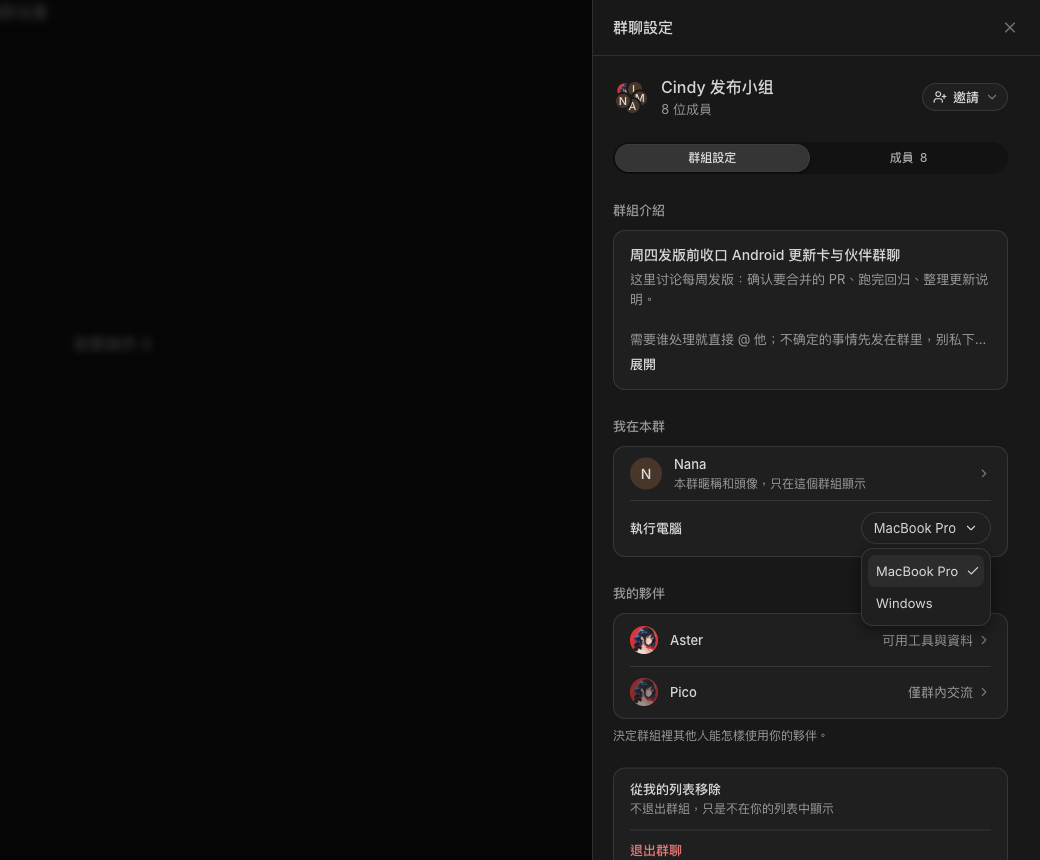 群聊設定
Cindy 发布小组
8 位成員
邀請
群組設定
成員 8
群組介紹
周四发版前收口 Android 更新卡与伙伴群聊
这里讨论每周发版：确认要合并的 PR、跑完回归、整理更新说
明。
需要谁处理就直接 @ 他；不确定的事情先发在群里，别私下...
展開
我在本群
N
Nana
本群暱稱和頭像，只在這個群組顯示
執行電腦
MacBook Pro
MacBook Pro
Windows
我的夥伴
Aster
可用工具與資料
Pico
僅群內交流
決定群組裡其他人能怎樣使用你的夥伴。
從我的列表移除
不退出群組，只是不在你的列表中顯示
退出群聊